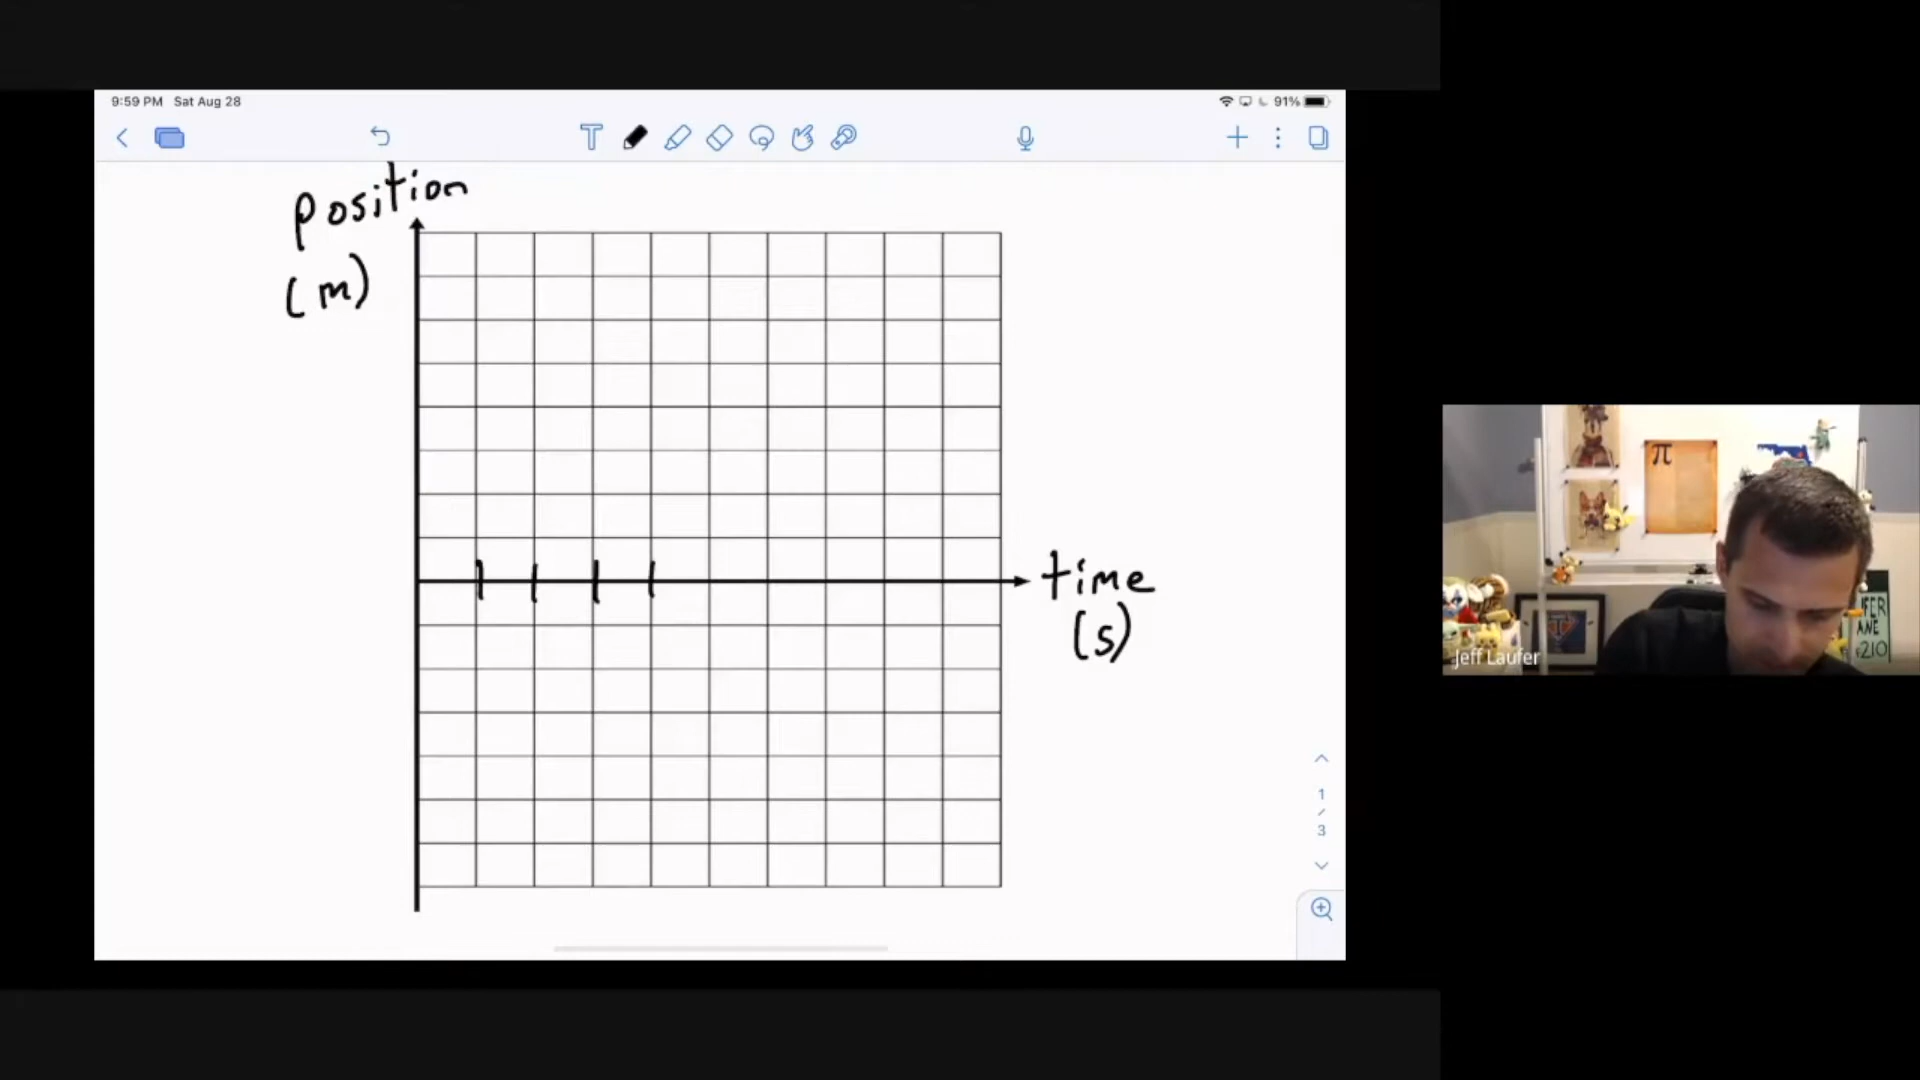 9:59 PM Sat Aug 28
91%
T
position
(m)
time
(s)
1
/
3
π
Jeff Laufer